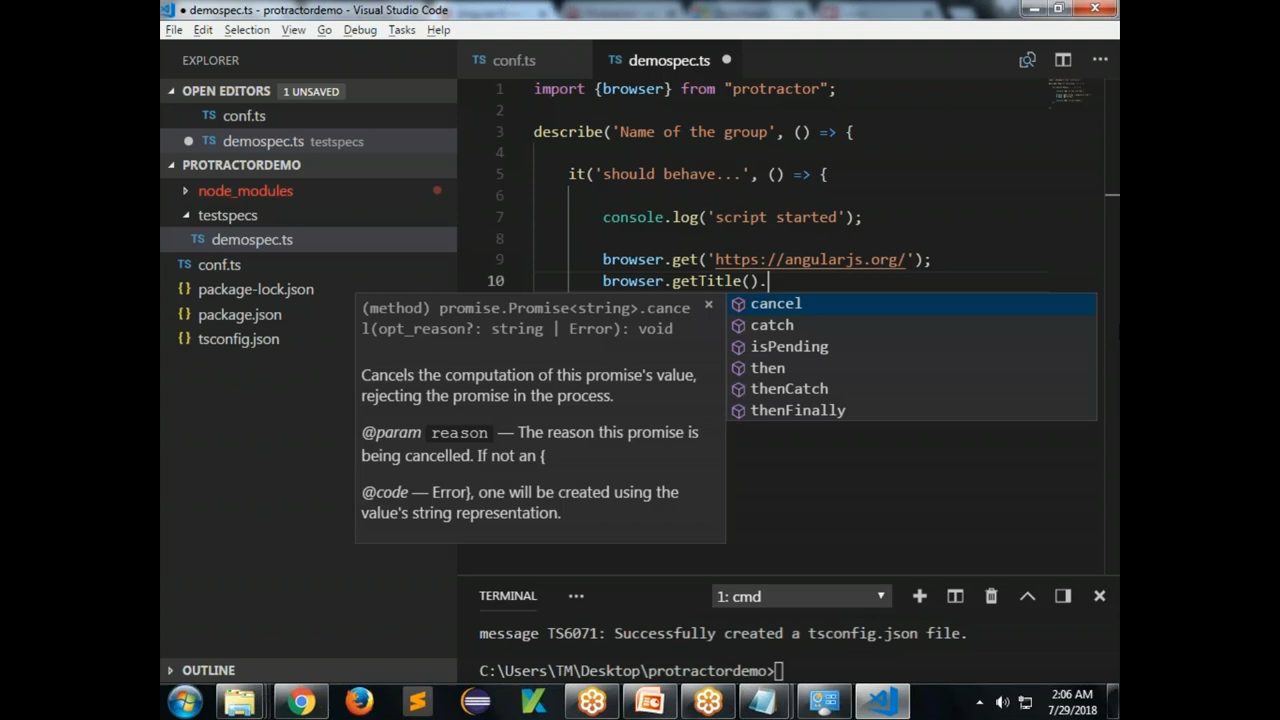 demospec.ts - protractordemo - Visual Studio Code
File Edit Selection View Go Debug Tasks Help
EXPLORER
TS conf.ts
TS demospec.ts
OPEN EDITORS 1 UNSAVED
TS conf.ts
TS demospec.ts testspecs
PROTRACTORDEMO
node_modules
testspecs
TS demospec.ts
TS conf.ts
{} package-lock.json
{} package.json
TS tsconfig.json
OUTLINE
1 import {browser} from "protractor";
2
3 describe('Name of the group', () => {
4
5 it('should behave...', () => {
6
7 console.log('script started');
8
9 browser.get('https://angularjs.org/');
10 browser.getTitle().
(method) promise.Promise<string>.cance
l(opt_reason?: string | Error): void
Cancels the computation of this promise's value,
rejecting the promise in the process.
@param reason — The reason this promise is
being cancelled. If not an {
@code — Error}, one will be created using the
value's string representation.
cancel
catch
isPending
then
thenCatch
thenFinally
TERMINAL
1: cmd
message TS6071: Successfully created a tsconfig.json file.
C:\Users\TM\Desktop\protractordemo>
2:06 AM
7/29/2018